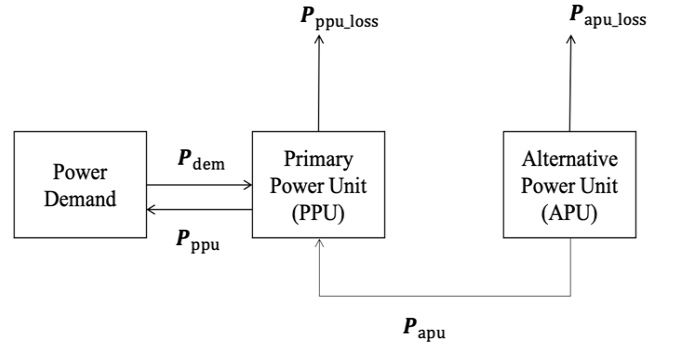 P_ppu_loss
P_apu_loss
Power
Demand
P_dem
P_ppu
Primary
Power Unit
(PPU)
Alternative
Power Unit
(APU)
P_apu